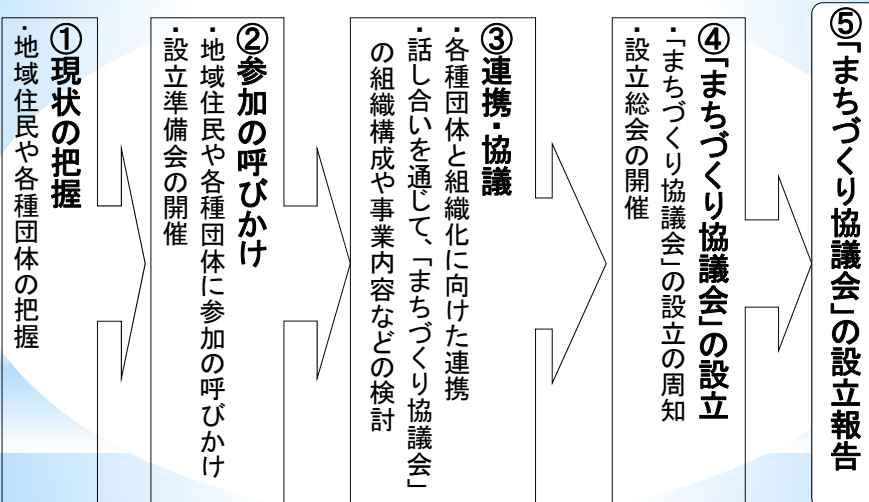 ①現状の把握
・地域住民や各種団体の把握
②参加の呼びかけ
・地域住民や各種団体に参加の呼びかけ
・設立準備会の開催
③連携・協議
・各種団体と組織化に向けた連携
・話し合いを通じて、「まちづくり協議会」
の組織構成や事業内容などの検討
④「まちづくり協議会」の設立
・「まちづくり協議会」の設立の周知
・設立総会の開催
⑤「まちづくり協議会」の設立報告